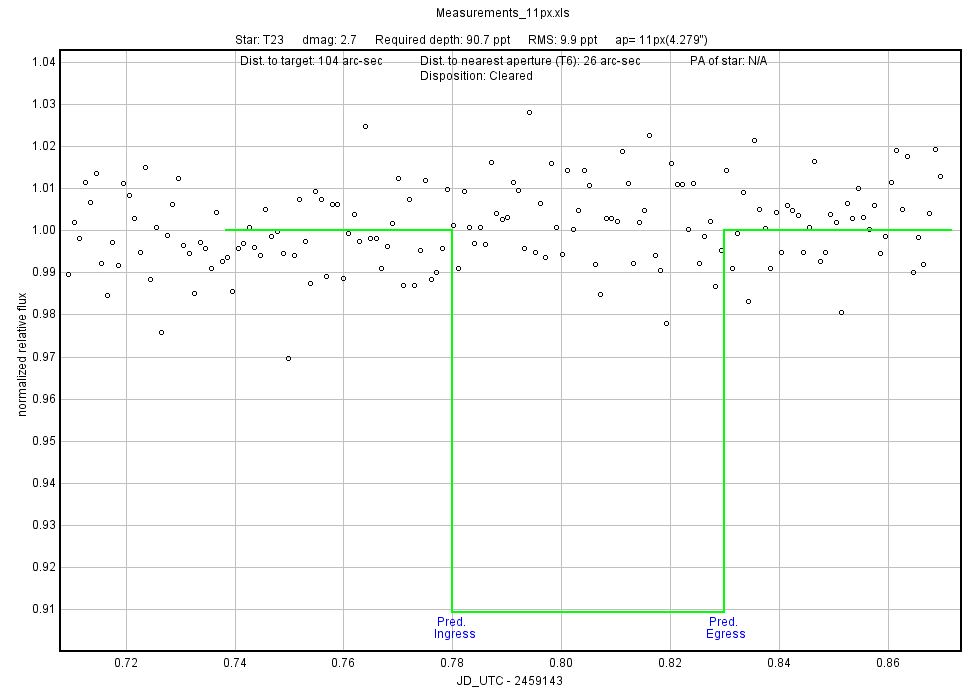 Measurements_11px.xls
Star: T23 dmag: 2.7 Required depth: 90.7 ppt RMS: 9.9 ppt ap= 11px(4.279")
Dist. to target: 104 arc-sec Dist. to nearest aperture (T6): 26 arc-sec PA of star: N/A
Disposition: Cleared
1.04
1.03
1.02
1.01
1.00
0.99
0.98
0.97
0.96
0.95
0.94
0.93
0.92
0.91
normalized relative flux
Pred. Pred.
Ingress Egress
0.72 0.74 0.76 0.78 0.80 0.82 0.84 0.86
JD_UTC - 2459143